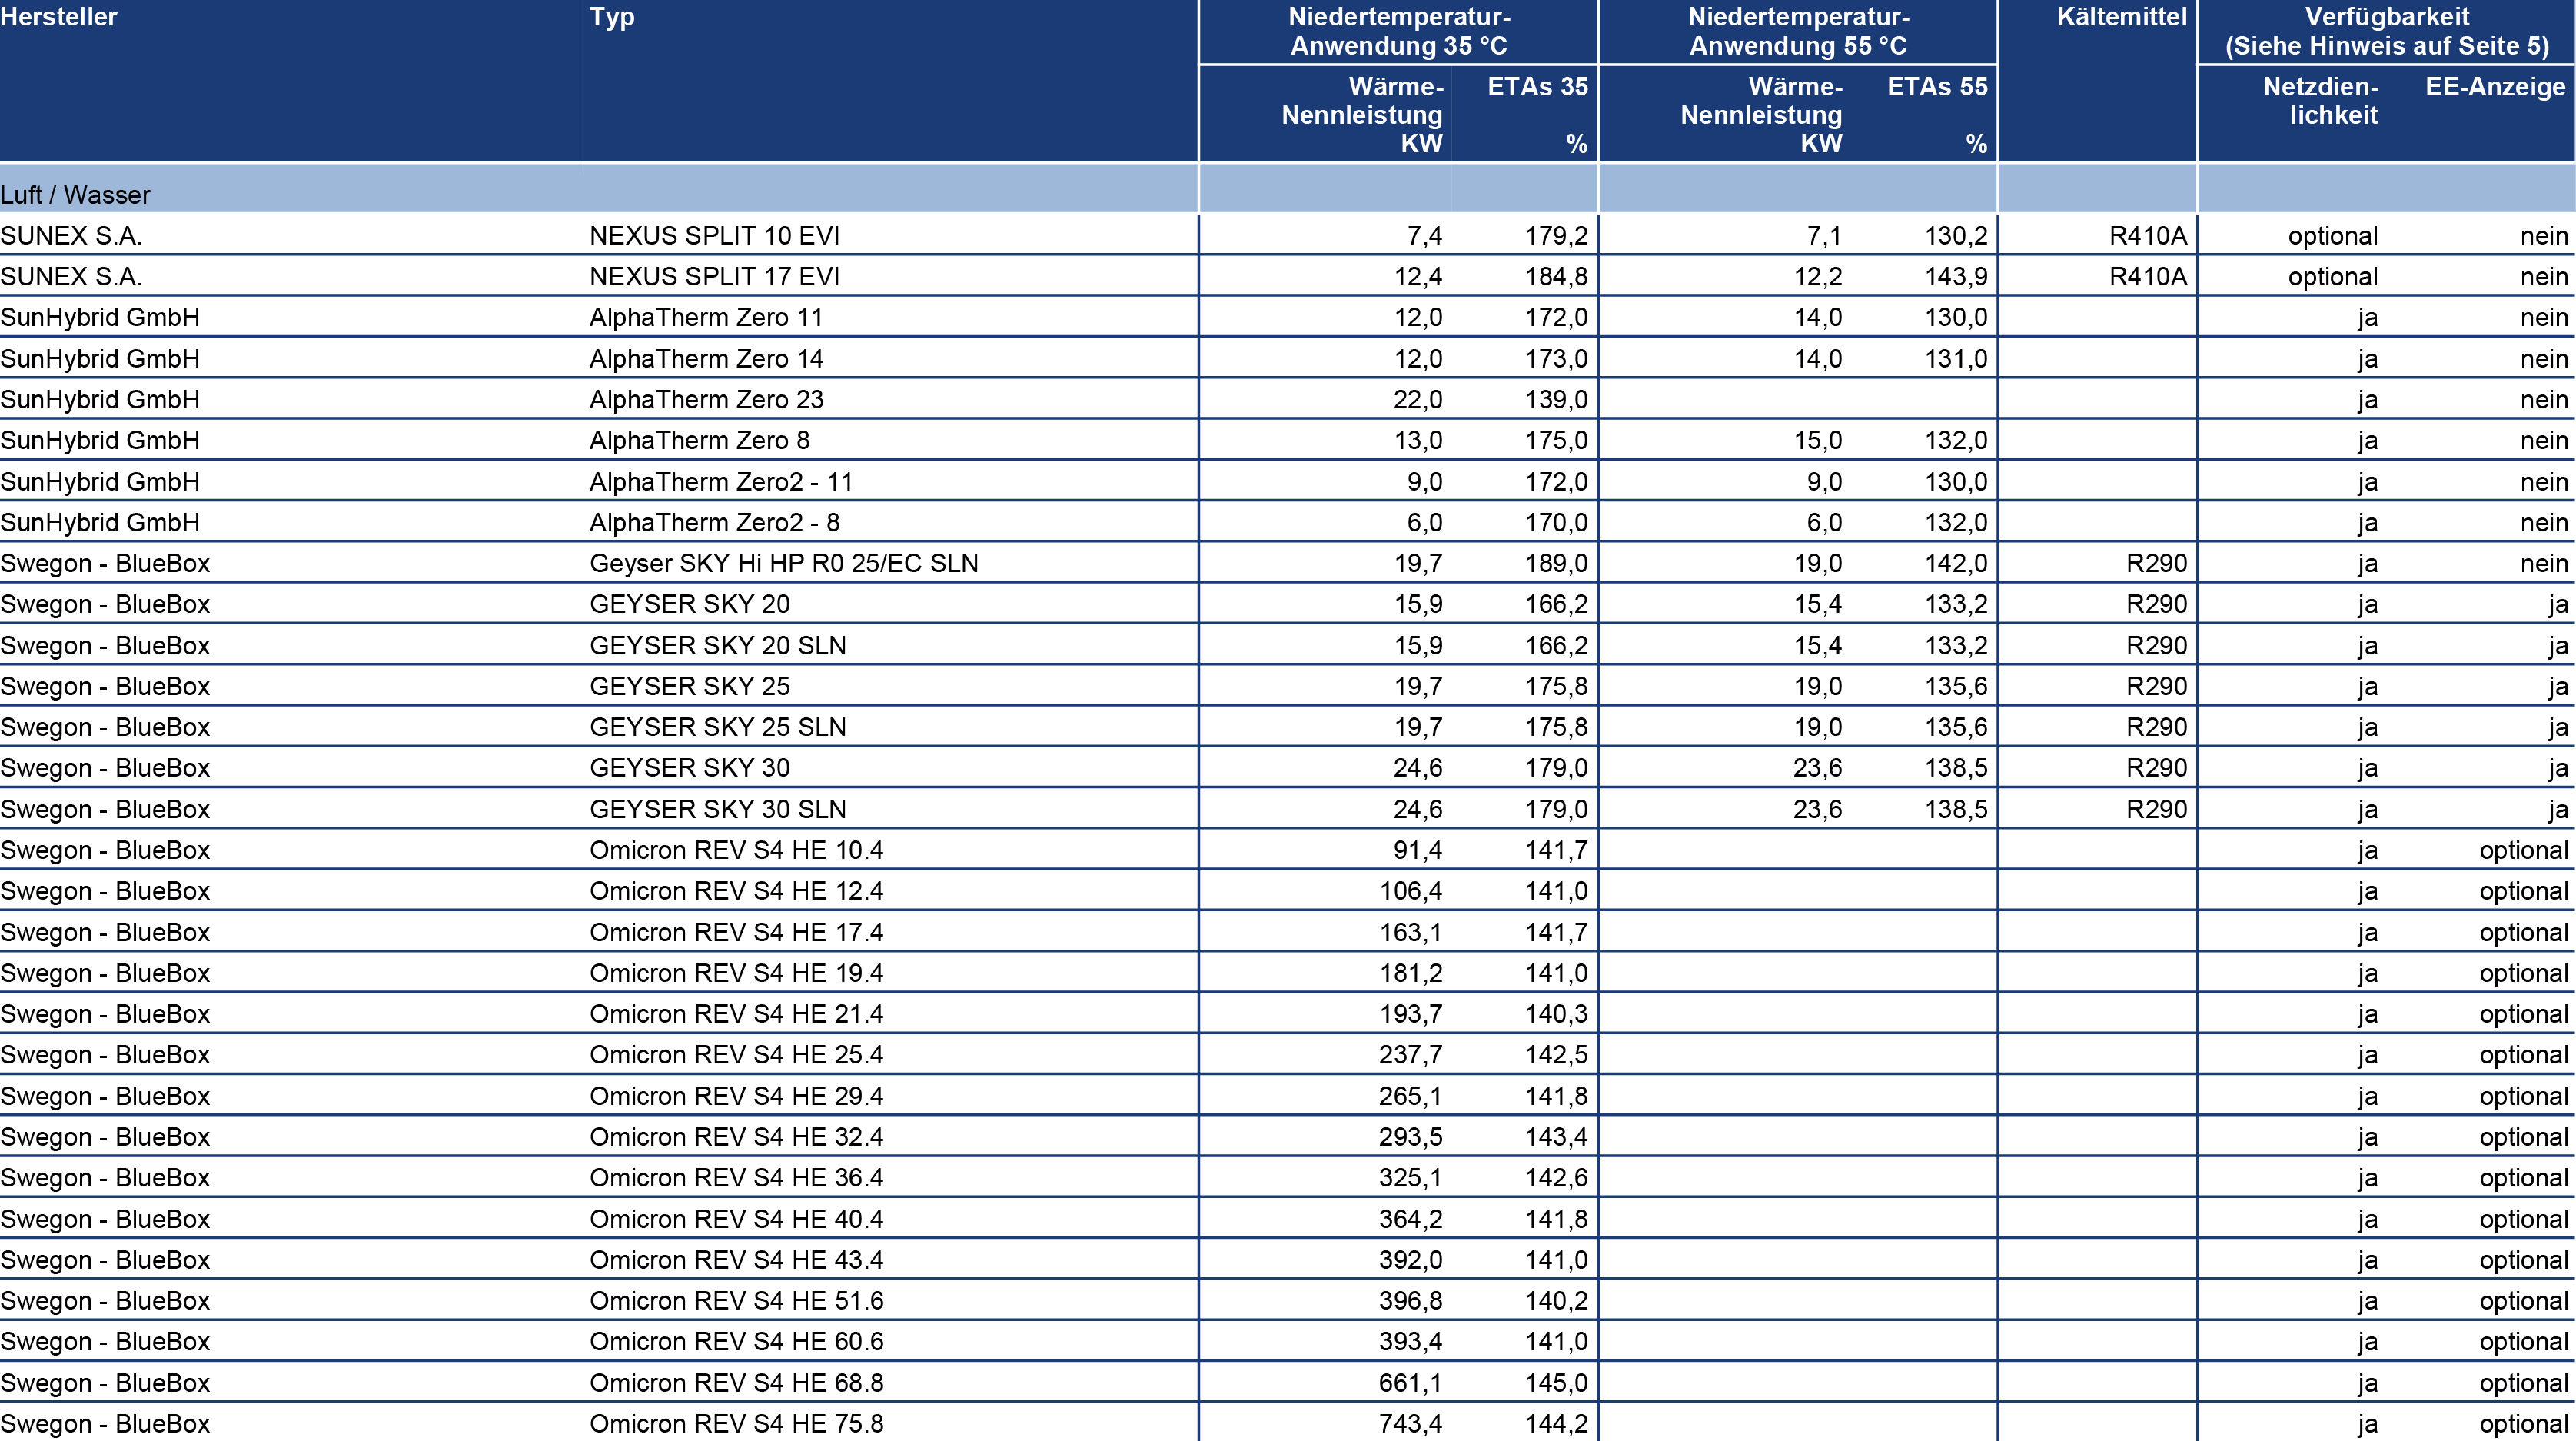 Hersteller Typ Niedertemperatur- Niedertemperatur- Kältemittel Verfügbarkeit
Anwendung 35 °C Anwendung 55 °C (Siehe Hinweis auf Seite 5)
Wärme- ETAs 35 Wärme- ETAs 55 Netzdien- EE-Anzeige
Nennleistung Nennleistung lichkeit
KW % KW %
Luft / Wasser
SUNEX S.A. NEXUS SPLIT 10 EVI 7,4 179,2 7,1 130,2 R410A optional nein
SUNEX S.A. NEXUS SPLIT 17 EVI 12,4 184,8 12,2 143,9 R410A optional nein
SunHybrid GmbH AlphaTherm Zero 11 12,0 172,0 14,0 130,0 ja nein
SunHybrid GmbH AlphaTherm Zero 14 12,0 173,0 14,0 131,0 ja nein
SunHybrid GmbH AlphaTherm Zero 23 22,0 139,0 ja nein
SunHybrid GmbH AlphaTherm Zero 8 13,0 175,0 15,0 132,0 ja nein
SunHybrid GmbH AlphaTherm Zero2 - 11 9,0 172,0 9,0 130,0 ja nein
SunHybrid GmbH AlphaTherm Zero2 - 8 6,0 170,0 6,0 132,0 ja nein
Swegon - BlueBox Geyser SKY Hi HP R0 25/EC SLN 19,7 189,0 19,0 142,0 R290 ja nein
Swegon - BlueBox GEYSER SKY 20 15,9 166,2 15,4 133,2 R290 ja ja
Swegon - BlueBox GEYSER SKY 20 SLN 15,9 166,2 15,4 133,2 R290 ja ja
Swegon - BlueBox GEYSER SKY 25 19,7 175,8 19,0 135,6 R290 ja ja
Swegon - BlueBox GEYSER SKY 25 SLN 19,7 175,8 19,0 135,6 R290 ja ja
Swegon - BlueBox GEYSER SKY 30 24,6 179,0 23,6 138,5 R290 ja ja
Swegon - BlueBox GEYSER SKY 30 SLN 24,6 179,0 23,6 138,5 R290 ja ja
Swegon - BlueBox Omicron REV S4 HE 10.4 91,4 141,7 ja optional
Swegon - BlueBox Omicron REV S4 HE 12.4 106,4 141,0 ja optional
Swegon - BlueBox Omicron REV S4 HE 17.4 163,1 141,7 ja optional
Swegon - BlueBox Omicron REV S4 HE 19.4 181,2 141,0 ja optional
Swegon - BlueBox Omicron REV S4 HE 21.4 193,7 140,3 ja optional
Swegon - BlueBox Omicron REV S4 HE 25.4 237,7 142,5 ja optional
Swegon - BlueBox Omicron REV S4 HE 29.4 265,1 141,8 ja optional
Swegon - BlueBox Omicron REV S4 HE 32.4 293,5 143,4 ja optional
Swegon - BlueBox Omicron REV S4 HE 36.4 325,1 142,6 ja optional
Swegon - BlueBox Omicron REV S4 HE 40.4 364,2 141,8 ja optional
Swegon - BlueBox Omicron REV S4 HE 43.4 392,0 141,0 ja optional
Swegon - BlueBox Omicron REV S4 HE 51.6 396,8 140,2 ja optional
Swegon - BlueBox Omicron REV S4 HE 60.6 393,4 141,0 ja optional
Swegon - BlueBox Omicron REV S4 HE 68.8 661,1 145,0 ja optional
Swegon - BlueBox Omicron REV S4 HE 75.8 743,4 144,2 ja optional